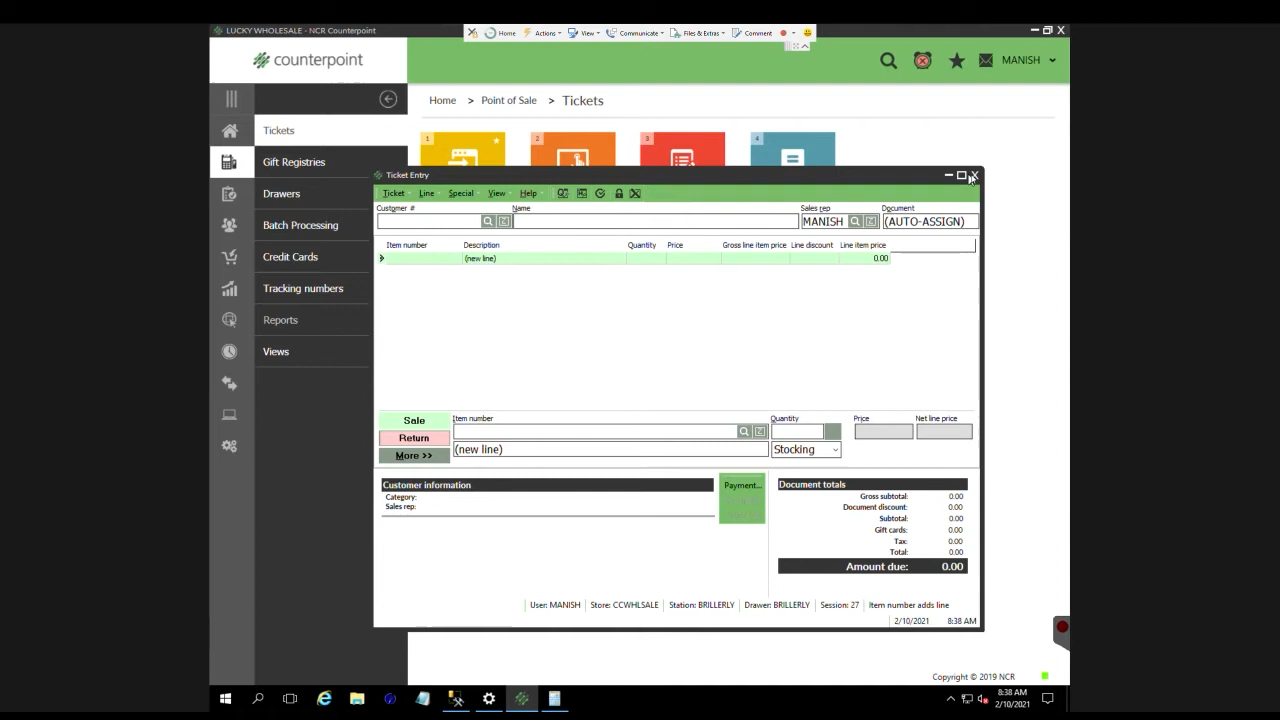 LUCKY WHOLESALE - NCR Counterpoint
Home Actions View Communicate Files & Extras Comment
counterpoint
MANISH
Home > Point of Sale > Tickets
Tickets
Gift Registries
Drawers
Batch Processing
Credit Cards
Tracking numbers
Reports
Views
1 2 3 4
Ticket Entry
Ticket Line Special View Help
Customer # Name Sales rep Document
MANISH (AUTO-ASSIGN)
Item number Description Quantity Price Gross line item price Line discount Line item price
(new line) 0.00
Sale
Return
More >>
Item number Quantity Price Net line price
(new line) Stocking
Customer information
Category:
Sales rep:
Payment...
Document totals
Gross subtotal: 0.00
Document discount: 0.00
Subtotal: 0.00
Gift cards: 0.00
Tax: 0.00
Total: 0.00
Amount due: 0.00
User: MANISH Store: CCWHLSALE Station: BRILLERLY Drawer: BRILLERLY Session: 27 Item number adds line
2/10/2021 8:38 AM
Copyright © 2019 NCR
8:38 AM
2/10/2021